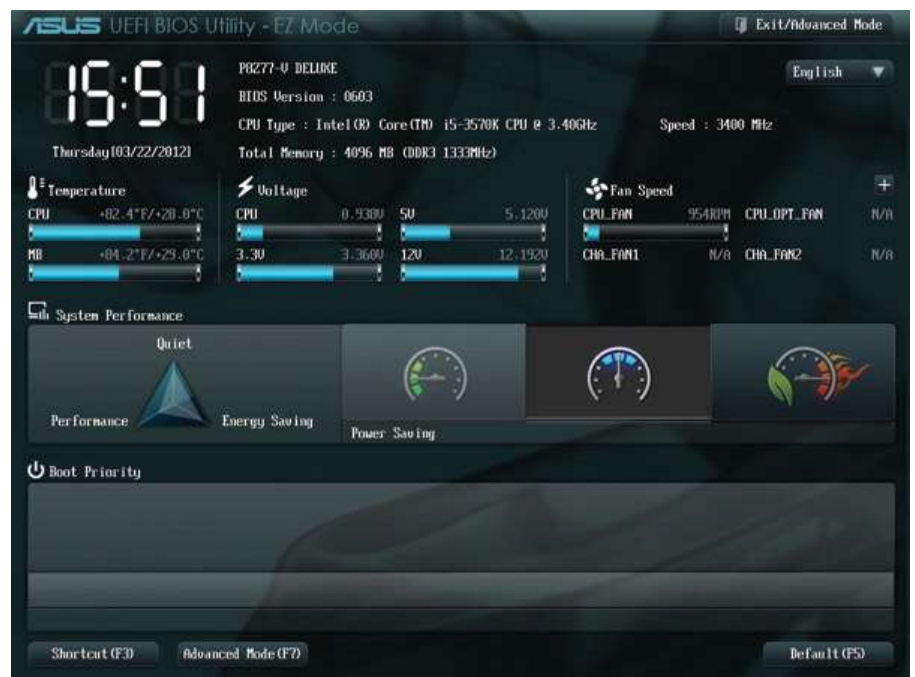 ASUS UEFI BIOS Utility - EZ Mode
Exit/Advanced Mode
15:51
Thursday[03/22/2012]
P8Z77-V DELUXE
BIOS Version : 0603
CPU Type : Intel(R) Core(TM) i5-3570K CPU @ 3.40GHz
Speed : 3400 MHz
Total Memory : 4096 MB (DDR3 1333MHz)
English
Temperature
CPU +82.4°F/+28.0°C
MB +84.2°F/+29.0°C
Voltage
CPU 0.938V 5V 5.120V
3.3V 3.360V 12V 12.192V
Fan Speed
CPU_FAN 954RPM CPU_OPT_FAN N/A
CHA_FAN1 N/A CHA_FAN2 N/A
System Performance
Quiet
Performance
Energy Saving
Power Saving
Boot Priority
Shortcut(F3)
Advanced Mode(F7)
Default(F5)